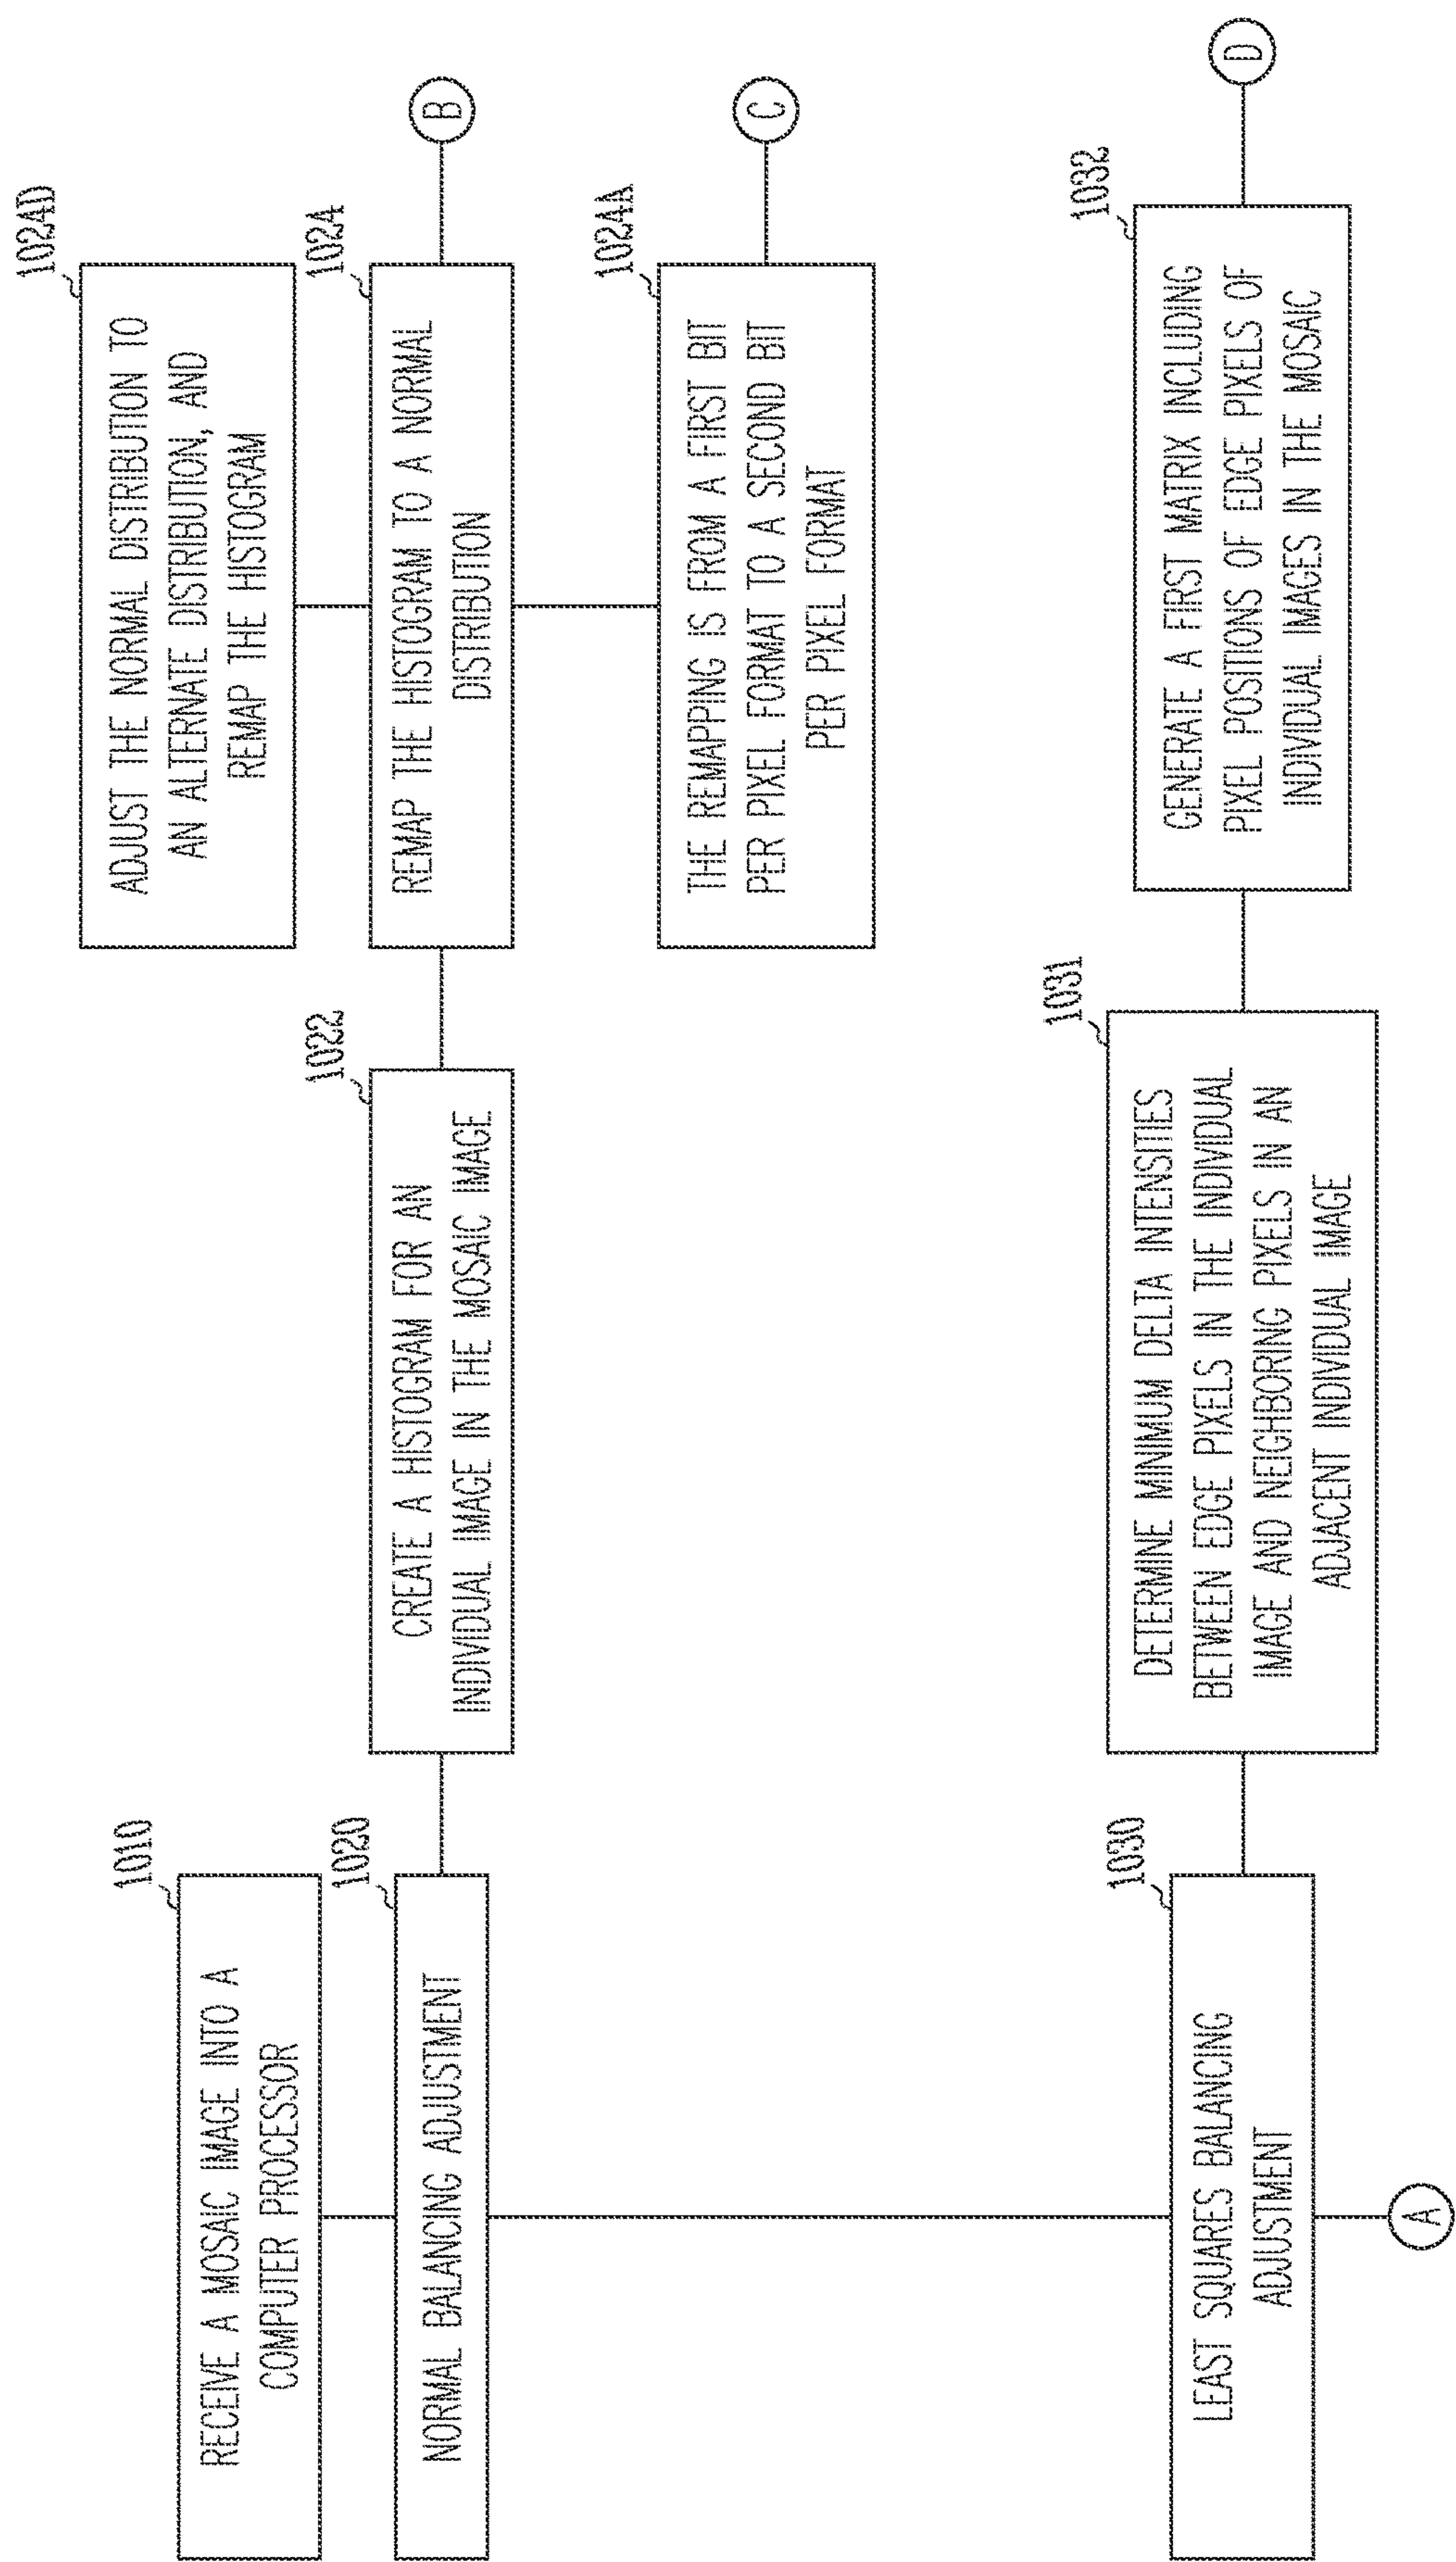 1010
RECEIVE A MOSAIC IMAGE INTO A
COMPUTER PROCESSOR
1020
NORMAL BALANCING ADJUSTMENT
1022
CREATE A HISTOGRAM FOR AN
INDIVIDUAL IMAGE IN THE MOSAIC IMAGE
1024D
ADJUST THE NORMAL DISTRIBUTION TO
AN ALTERNATE DISTRIBUTION, AND
REMAP THE HISTOGRAM
1024
REMAP THE HISTOGRAM TO A NORMAL
DISTRIBUTION
B
1024A
THE REMAPPING IS FROM A FIRST BIT
PER PIXEL FORMAT TO A SECOND BIT
PER PIXEL FORMAT
C
1030
LEAST SQUARES BALANCING
ADJUSTMENT
A
1031
DETERMINE MINIMUM DELTA INTENSITIES
BETWEEN EDGE PIXELS IN THE INDIVIDUAL
IMAGE AND NEIGHBORING PIXELS IN AN
ADJACENT INDIVIDUAL IMAGE
1032
GENERATE A FIRST MATRIX INCLUDING
PIXEL POSITIONS OF EDGE PIXELS OF
INDIVIDUAL IMAGES IN THE MOSAIC
D